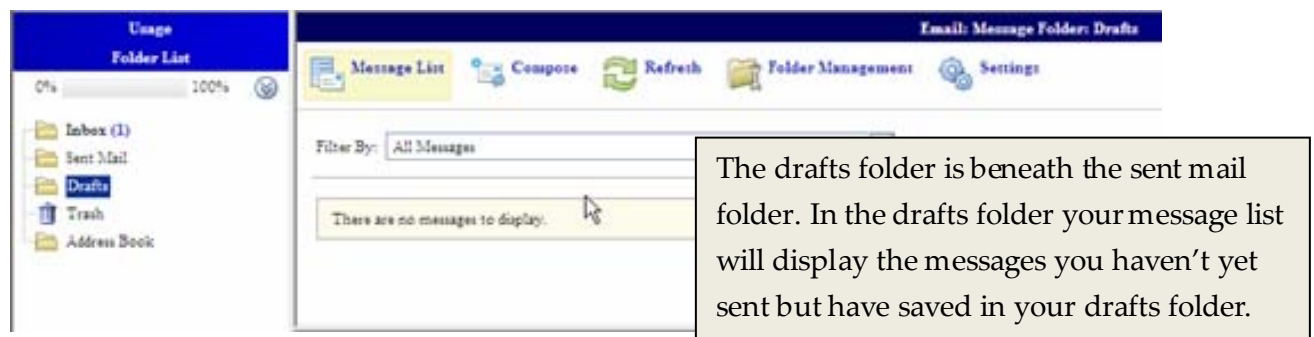 Usage
Folder List
0% 100%
Inbox (1)
Sent Mail
Drafts
Trash
Address Book
Email: Message Folder: Drafts
Message List Compose Refresh Folder Management Settings
Filter By: All Messages
There are no messages to display.
The drafts folder is beneath the sent mail
folder. In the drafts folder your message list
will display the messages you haven’t yet
sent but have saved in your drafts folder.